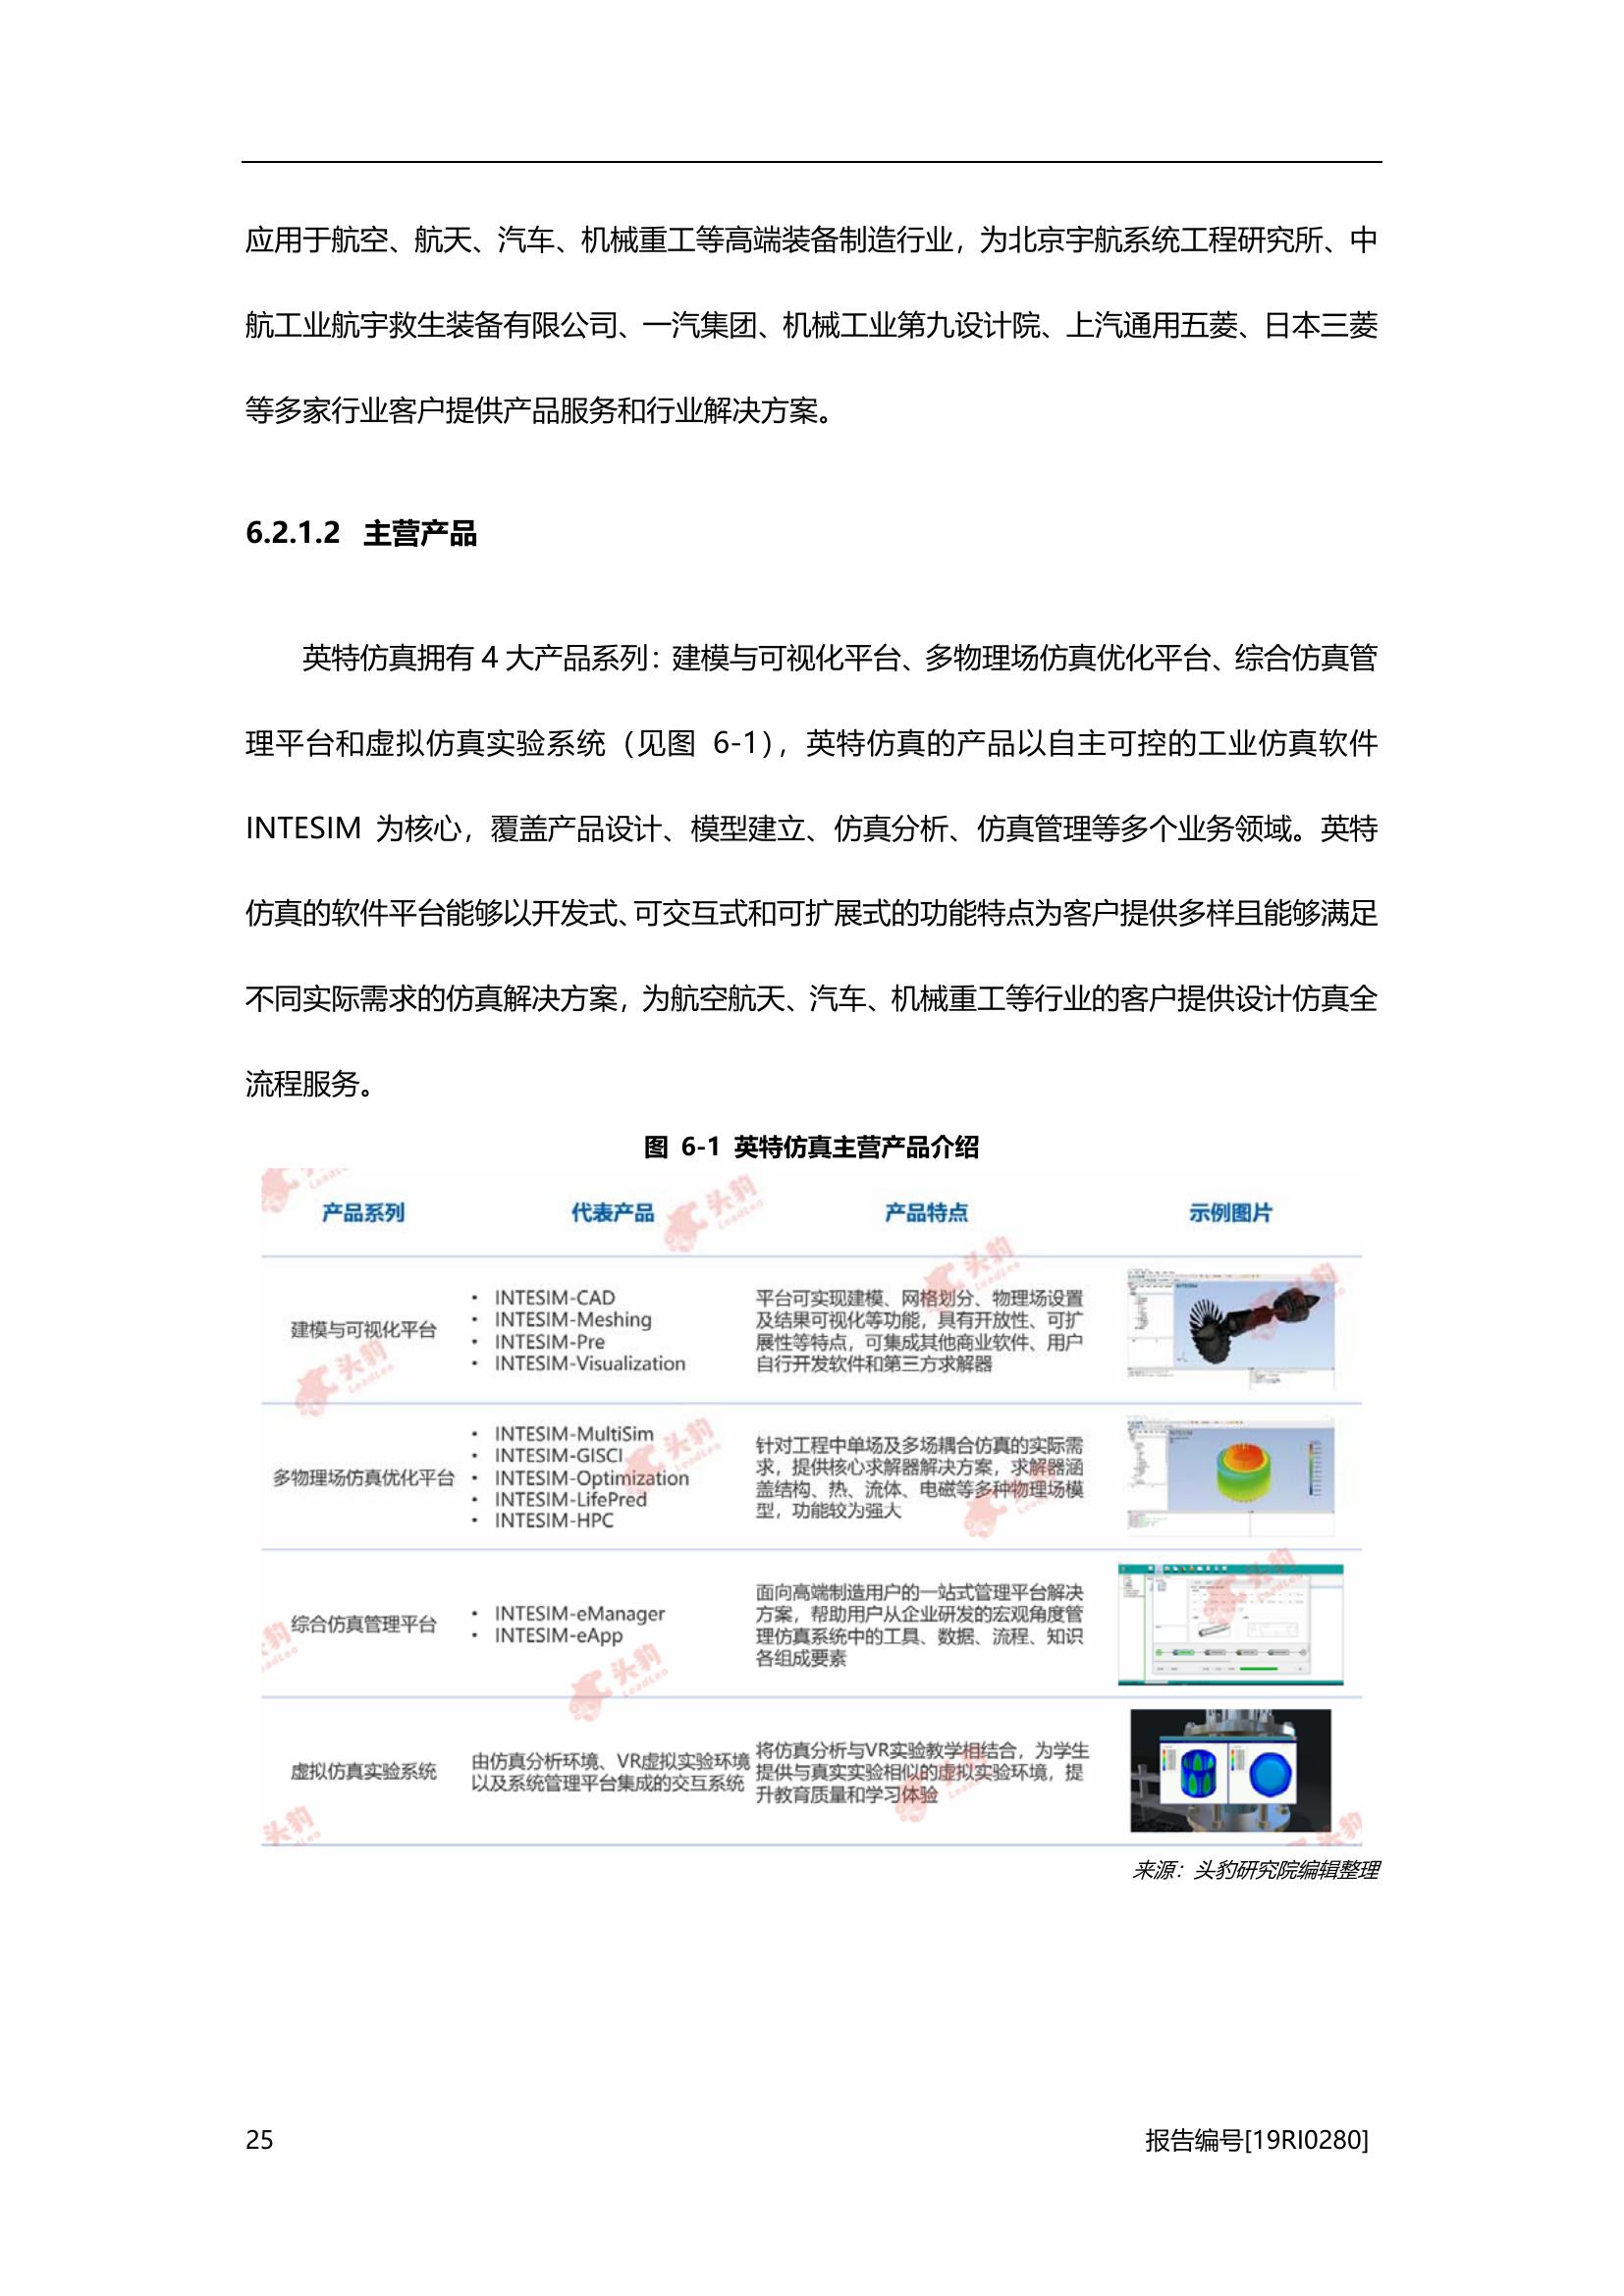 应用于航空、航天、汽车、机械重工等高端装备制造行业，为北京宇航系统工程研究所、中
航工业航宇救生装备有限公司、一汽集团、机械工业第九设计院、上汽通用五菱、日本三菱
等多家行业客户提供产品服务和行业解决方案。
6.2.1.2 主营产品
英特仿真拥有 4 大产品系列：建模与可视化平台、多物理场仿真优化平台、综合仿真管
理平台和虚拟仿真实验系统（见图 6-1），英特仿真的产品以自主可控的工业仿真软件
INTESIM 为核心，覆盖产品设计、模型建立、仿真分析、仿真管理等多个业务领域。英特
仿真的软件平台能够以开发式、可交互式和可扩展式的功能特点为客户提供多样且能够满足
不同实际需求的仿真解决方案，为航空航天、汽车、机械重工等行业的客户提供设计仿真全
流程服务。
图 6-1 英特仿真主营产品介绍
产品系列 代表产品 产品特点 示例图片
建模与可视化平台
• INTESIM-CAD
• INTESIM-Meshing
• INTESIM-Pre
• INTESIM-Visualization
平台可实现建模、网格划分、物理场设置
及结果可视化等功能，具有开放性、可扩
展性等特点，可集成其他商业软件、用户
自行开发软件和第三方求解器
多物理场仿真优化平台
• INTESIM-MultiSim
• INTESIM-GISCI
• INTESIM-Optimization
• INTESIM-LifePred
• INTESIM-HPC
针对工程中单场及多场耦合仿真的实际需
求，提供核心求解器解决方案，求解器涵
盖结构、热、流体、电磁等多种物理场模
型，功能较为强大
综合仿真管理平台
• INTESIM-eManager
• INTESIM-eApp
面向高端制造用户的一站式管理平台解决
方案，帮助用户从企业研发的宏观角度管
理仿真系统中的工具、数据、流程、知识
各组成要素
虚拟仿真实验系统
由仿真分析环境、VR虚拟实验环境
以及系统管理平台集成的交互系统
将仿真分析与VR实验教学相结合，为学生
提供与真实实验相似的虚拟实验环境，提
升教育质量和学习体验
来源：头豹研究院编辑整理
25
报告编号[19RI0280]